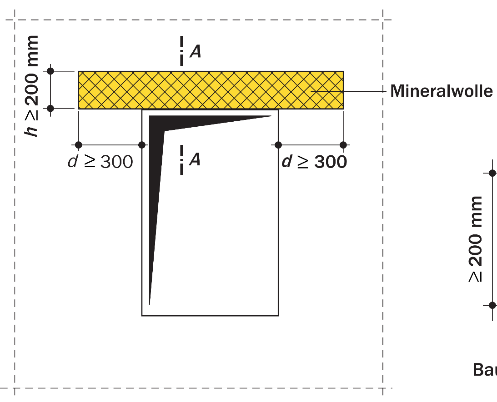 h ≥200 mm
A
Mineralwolle
d ≥ 300
A
d ≥ 300
≥200 mm